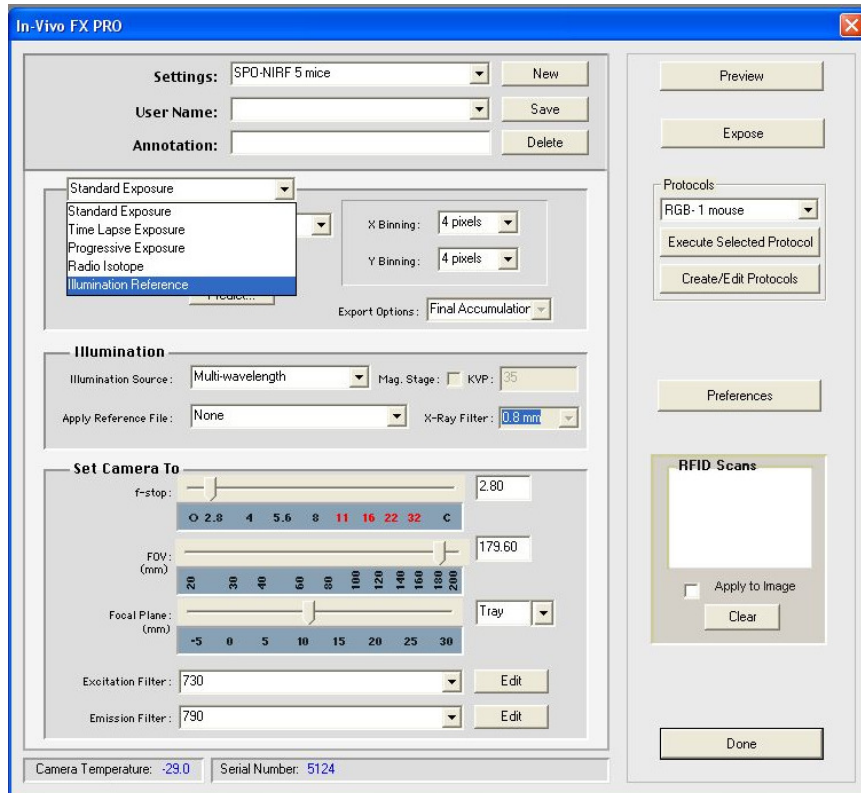 In-Vivo FX PRO
Settings: SPO-NIRF 5 mice New
User Name: Save
Annotation: Delete
Standard Exposure
Standard Exposure
Time Lapse Exposure
Progressive Exposure
Radio Isotope
Illumination Reference
X Binning: 4 pixels
Y Binning: 4 pixels
Export Options: Final Accumulation
Illumination
Illumination Source: Multi-wavelength Mag. Stage: KVP: 35
Apply Reference File: None X-Ray Filter: 0.8 mm
Set Camera To
f-stop: 2.80
O 2.8 4 5.6 8 11 16 22 32 C
FOV: 179.60
(mm)
20 30 40 60 80 100 120 140 160 180 200
Focal Plane: Tray
(mm)
-5 0 5 10 15 20 25 30
Excitation Filter: 730 Edit
Emission Filter: 790 Edit
Camera Temperature: -29.0 Serial Number: 5124
Preview
Expose
Protocols
RGB- 1 mouse
Execute Selected Protocol
Create/Edit Protocols
Preferences
RFID Scans
Apply to Image
Clear
Done